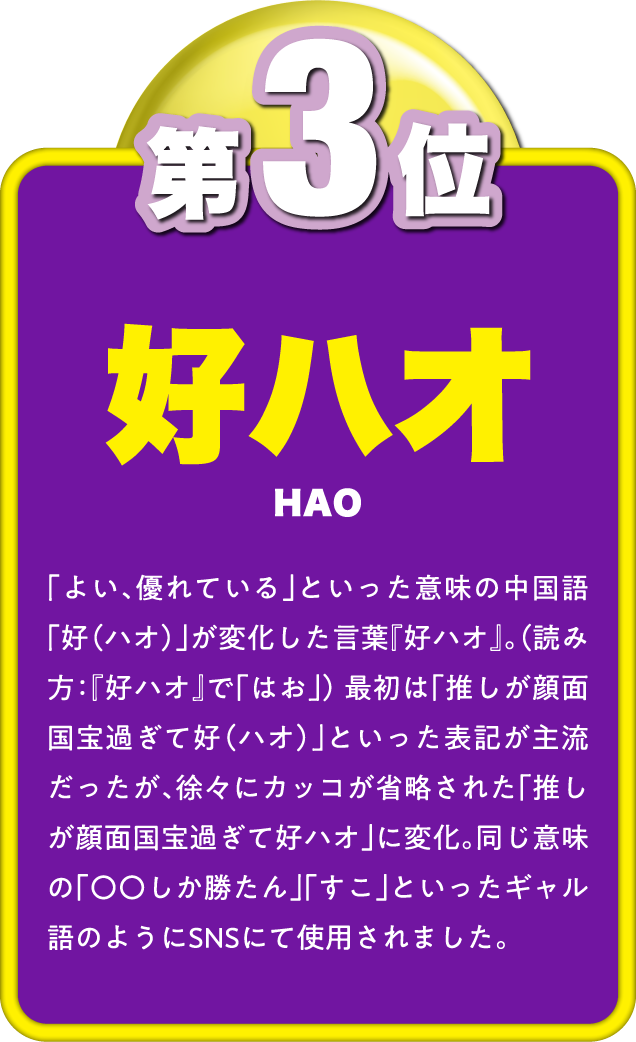 第3位
好ハオ
HAO
「よい、優れている」といった意味の中国語
「好（ハオ）」が変化した言葉『好ハオ』。（読み
方：『好ハオ』で「はお」） 最初は「推しが顔面
国宝過ぎて好（ハオ）」といった表記が主流
だったが、徐々にカッコが省略された「推し
が顔面国宝過ぎて好ハオ」に変化。同じ意味
の「〇〇しか勝たん」「すこ」といったギャル
語のようにSNSにて使用されました。